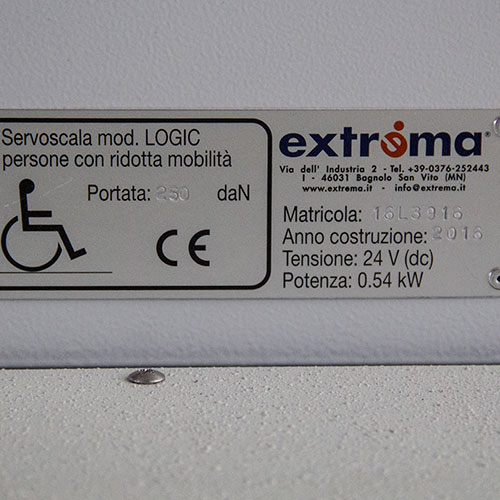 Servoscala mod. LOGIC
persone con ridotta mobilità
Portata: 250 daN
CE
extrema®
Via dell' Industria 2 - Tel. +39-0376-252443
I - 46031 Bagnolo San Vito (MN)
www.extrema.it - info@extrema.it
Matricola: 16L3916
Anno costruzione: 2016
Tensione: 24 V (dc)
Potenza: 0.54 kW